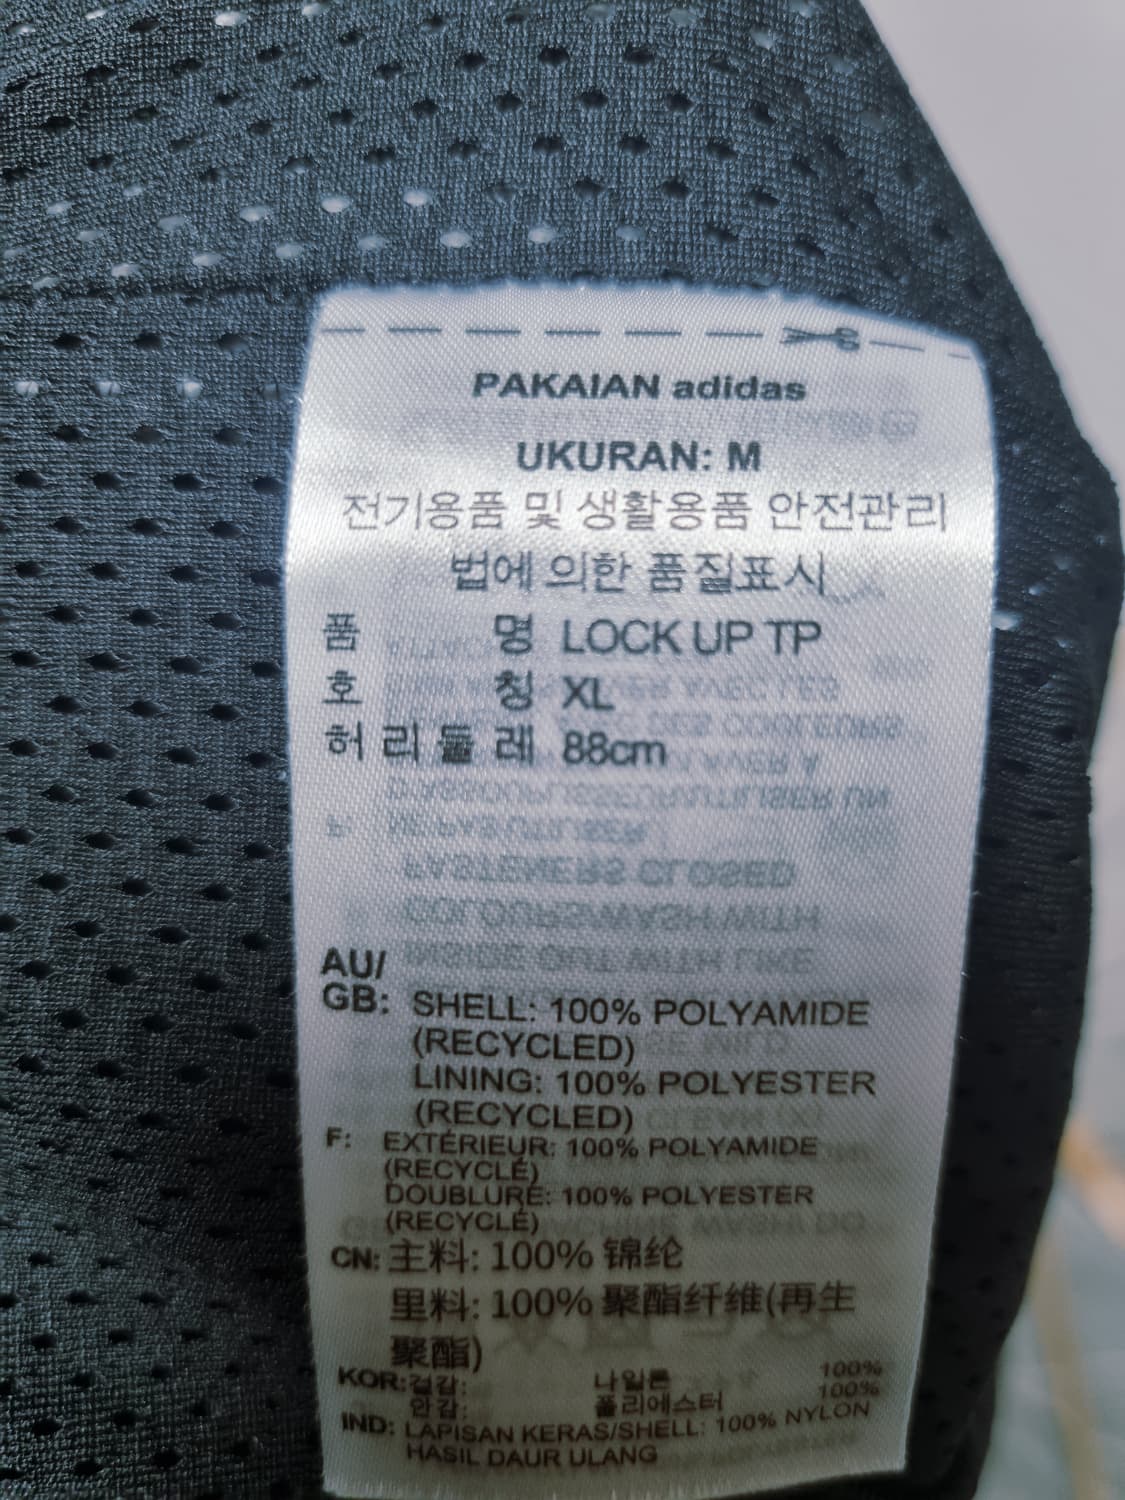 PAKAIAN adidas
UKURAN: M
전기용품 및 생활용품 안전관리
법에 의한 품질표시
품 명 LOCK UP TP
호 칭 XL
허 리 둘 레 88cm
AU/
GB: SHELL: 100% POLYAMIDE
(RECYCLED)
LINING: 100% POLYESTER
(RECYCLED)
F: EXTÉRIEUR: 100% POLYAMIDE
(RECYCLÉ)
DOUBLURE: 100% POLYESTER
(RECYCLÉ)
CN: 主料: 100% 锦纶
里料: 100% 聚酯纤维(再生
聚酯)
KOR: 겉감: 나일론 100%
안감: 폴리에스터 100%
IND: LAPISAN KERAS/SHELL: 100% NYLON
HASIL DAUR ULANG